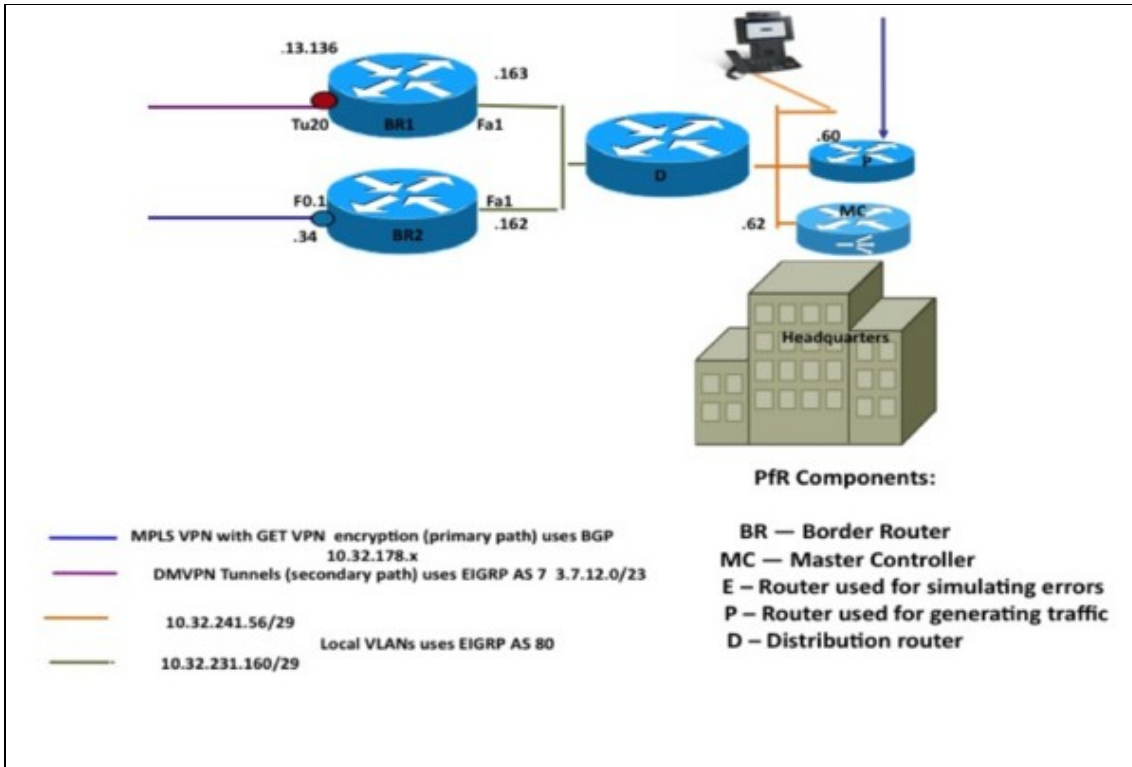 .13.136
.163
Tu20
BR1
Fa1
D
.60
P
F0.1
Fa1
.34
BR2
.162
.62
MC
Headquarters
PfR Components:
BR — Border Router
MC — Master Controller
E – Router used for simulating errors
P – Router used for generating traffic
D – Distribution router
MPLS VPN with GET VPN encryption (primary path) uses BGP
10.32.178.x
DMVPN Tunnels (secondary path) uses EIGRP AS 7 3.7.12.0/23
10.32.241.56/29
Local VLANs uses EIGRP AS 80
10.32.231.160/29